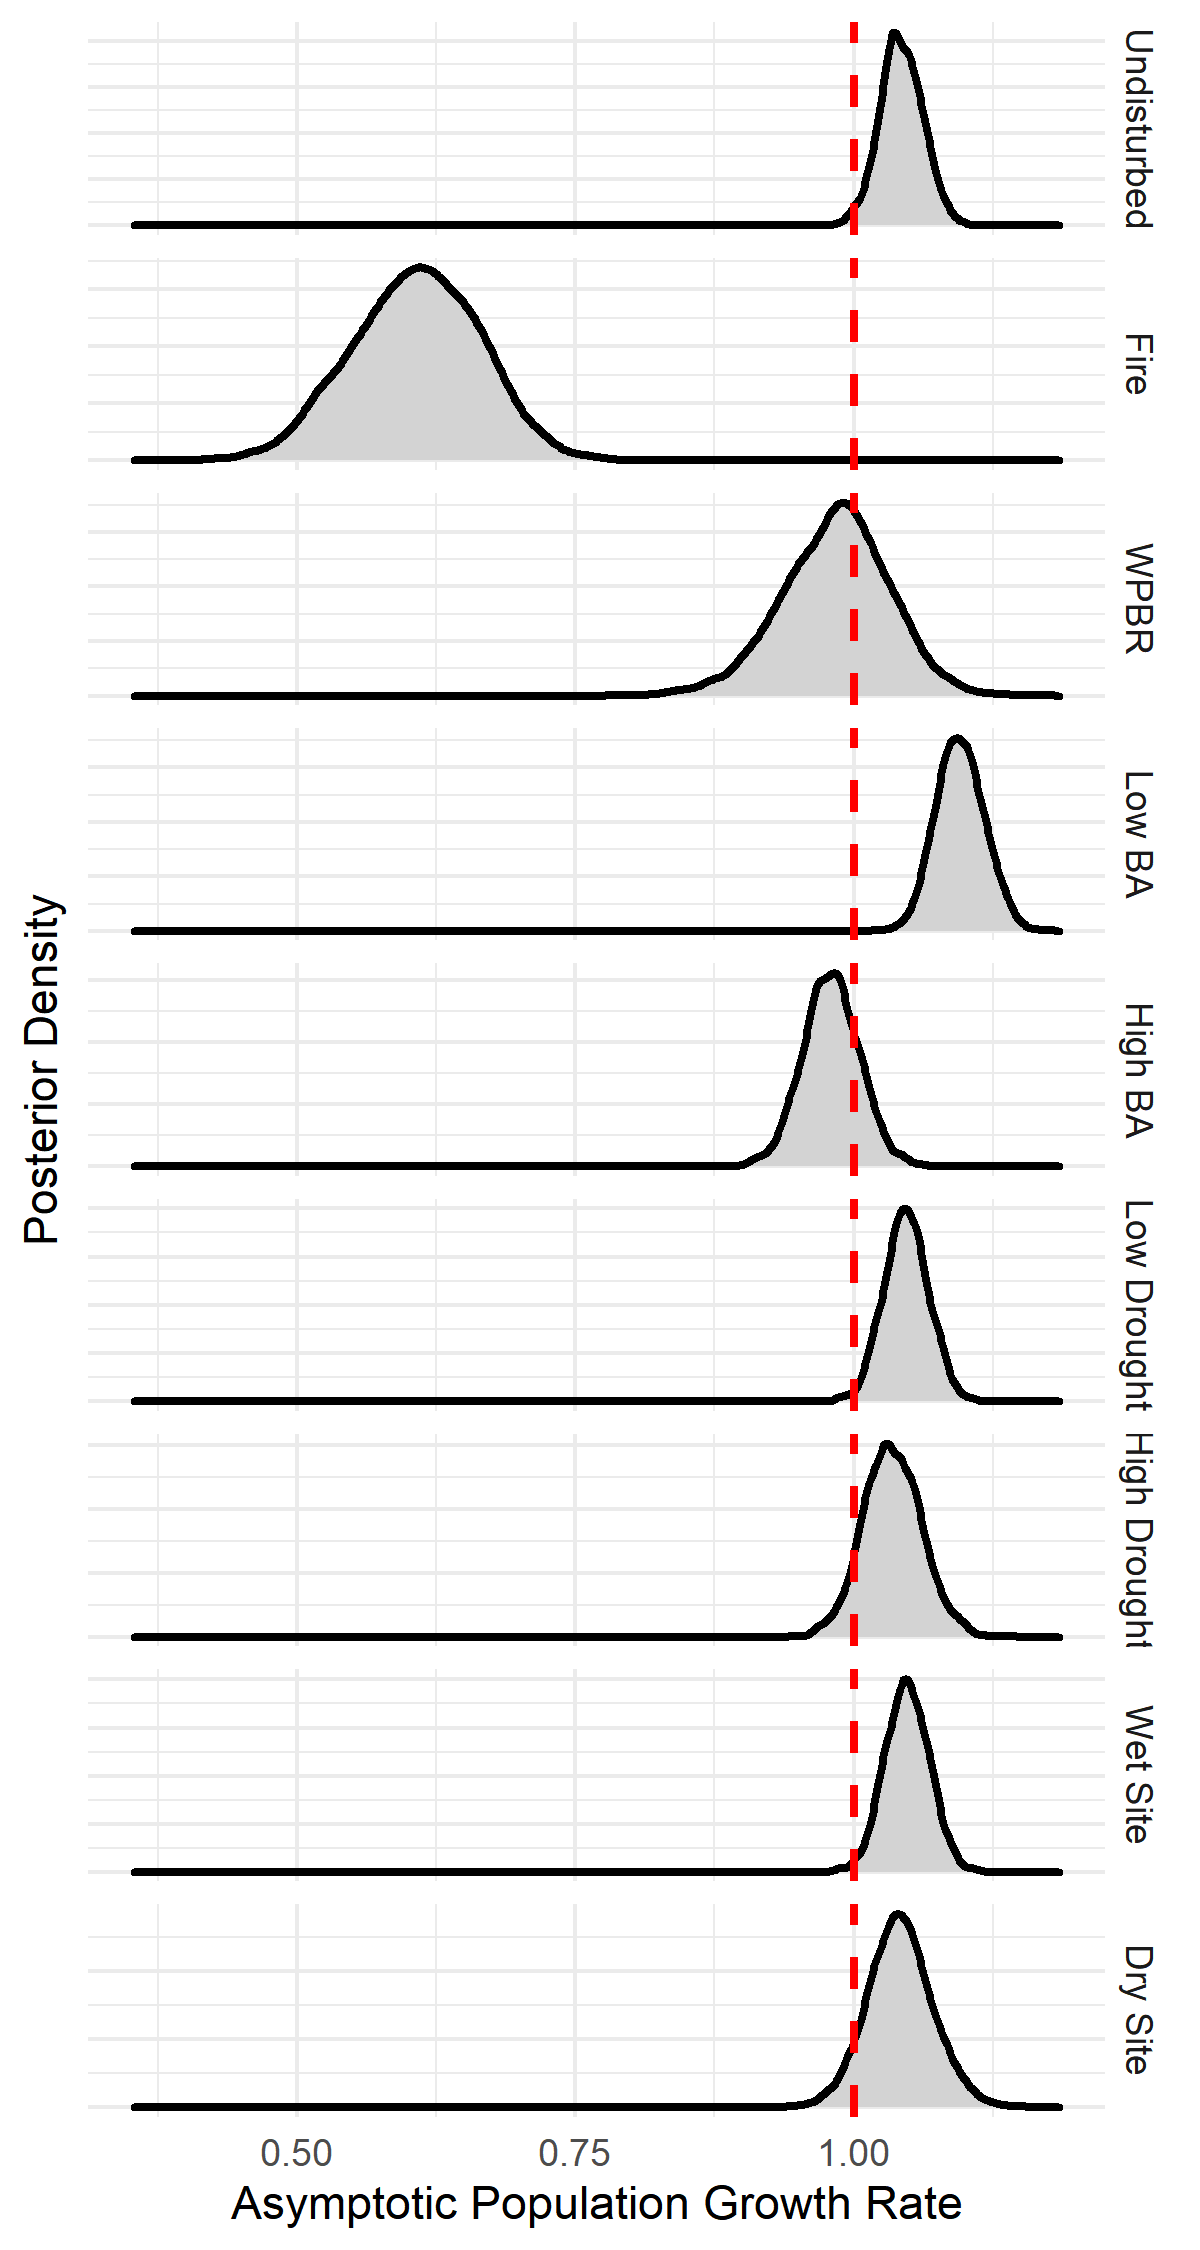 Undisturbed
Fire
WPBR
Low BA
High BA
Low Drought
High Drought
Wet Site
Dry Site
Posterior Density
0.50 0.75 1.00
Asymptotic Population Growth Rate